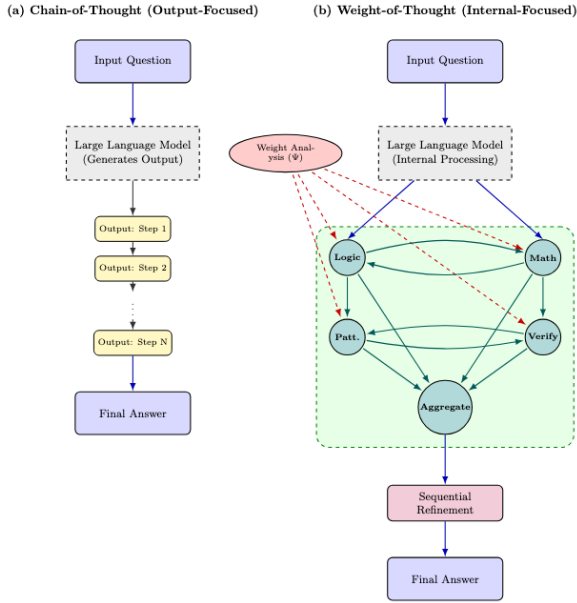 (a) Chain-of-Thought (Output-Focused)
Input Question
Large Language Model
(Generates Output)
Output: Step 1
Output: Step 2
Output: Step N
Final Answer
(b) Weight-of-Thought (Internal-Focused)
Input Question
Weight Anal-
ysis (Ψ)
Large Language Model
(Internal Processing)
Logic
Math
Patt.
Verify
Aggregate
Sequential
Refinement
Final Answer